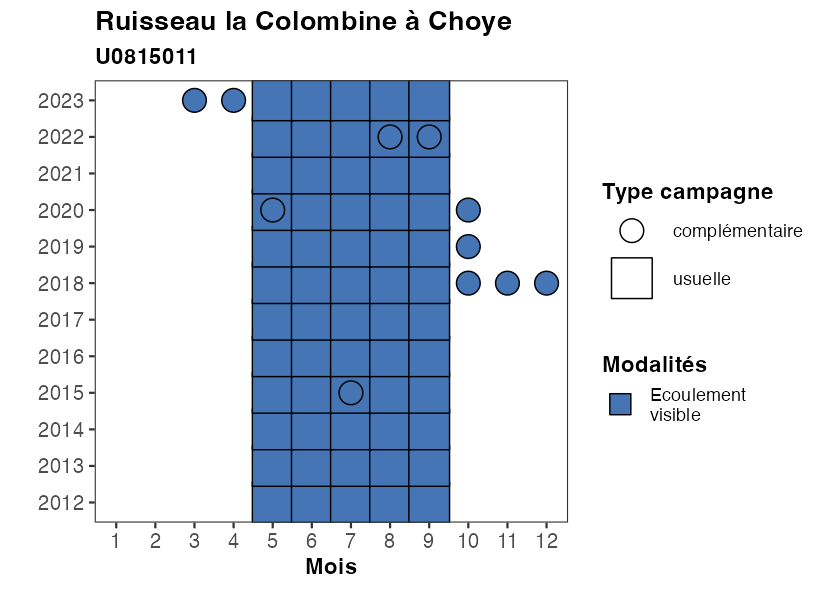 Ruisseau la Colombine à Choye
U0815011
2023
2022
2021
2020
2019
2018
2017
2016
2015
2014
2013
2012
1 2 3 4 5 6 7 8 9 10 11 12
Mois
Type campagne
complémentaire
usuelle
Modalités
Ecoulement
visible